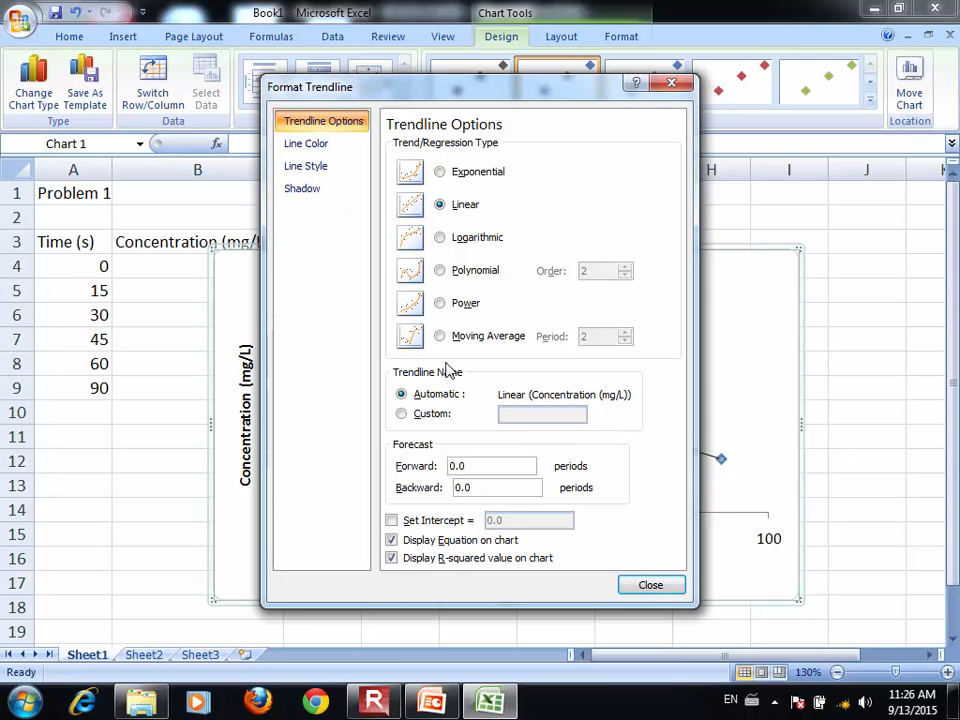 Book1 - Microsoft Excel
Chart Tools
Home Insert Page Layout Formulas Data Review View Design Layout Format
Change Chart Type
Save As Template
Switch Row/Column
Select Data
Move Chart
Type
Data
Location
Chart 1
A B H I J
1 Problem 1
2
3 Time (s) Concentration (mg/L
4 0
5 15
6 30
7 45
8 60
9 90
10
11
12
13
14
15
16
17
18
19
Concentration (mg/L)
100
Format Trendline
Trendline Options
Line Color
Line Style
Shadow
Trendline Options
Trend/Regression Type
Exponential
Linear
Logarithmic
Polynomial Order: 2
Power
Moving Average Period: 2
Trendline
Automatic : Linear (Concentration (mg/L))
Custom:
Forecast
Forward: 0.0 periods
Backward: 0.0 periods
Set Intercept = 0.0
Display Equation on chart
Display R-squared value on chart
Close
Sheet1 Sheet2 Sheet3
Ready
130%
EN
11:26 AM
9/13/2015